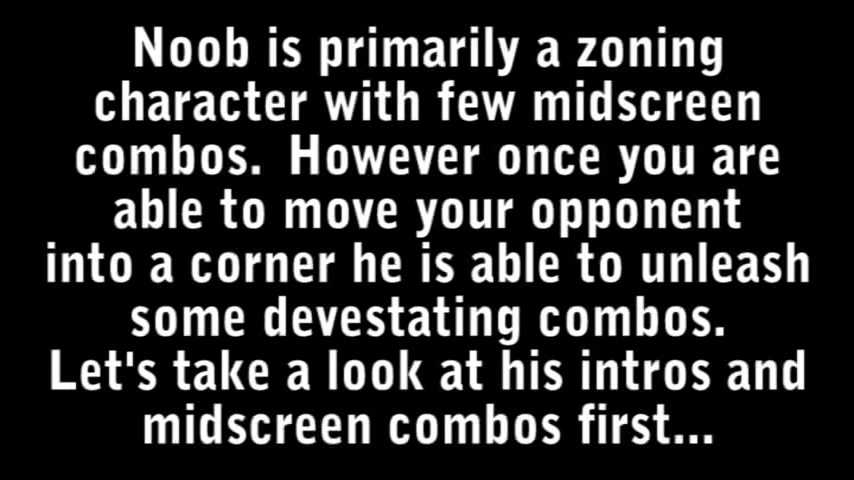 Noob is primarily a zoning
character with few midscreen
combos.  However once you are
able to move your opponent
into a corner he is able to unleash
some devestating combos.
Let's take a look at his intros and
midscreen combos first...